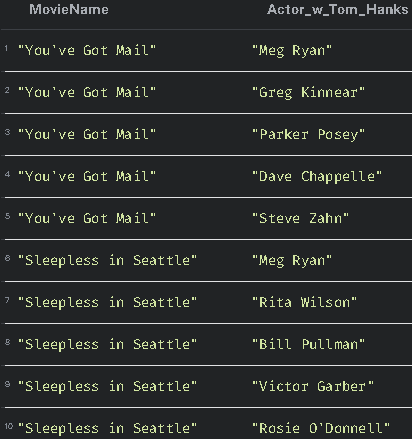 MovieName Actor_w_Tom_Hanks
1 "You've Got Mail" "Meg Ryan"
2 "You've Got Mail" "Greg Kinnear"
3 "You've Got Mail" "Parker Posey"
4 "You've Got Mail" "Dave Chappelle"
5 "You've Got Mail" "Steve Zahn"
6 "Sleepless in Seattle" "Meg Ryan"
7 "Sleepless in Seattle" "Rita Wilson"
8 "Sleepless in Seattle" "Bill Pullman"
9 "Sleepless in Seattle" "Victor Garber"
10 "Sleepless in Seattle" "Rosie O'Donnell"